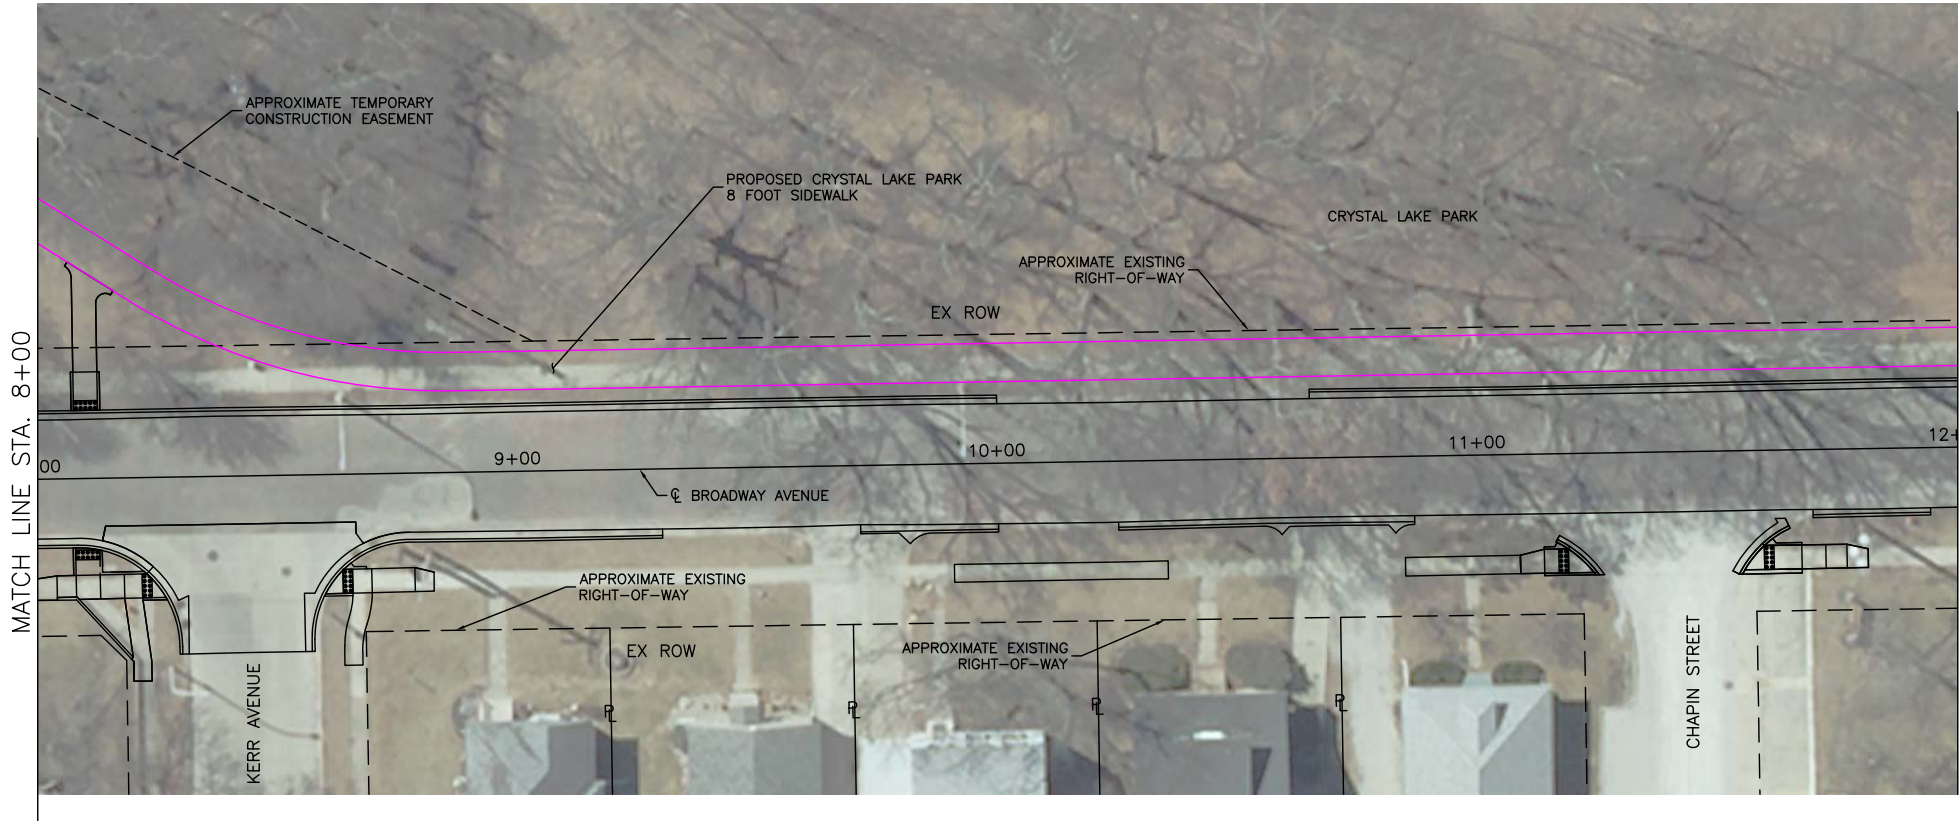 APPROXIMATE TEMPORARY
CONSTRUCTION EASEMENT
PROPOSED CRYSTAL LAKE PARK
8 FOOT SIDEWALK
CRYSTAL LAKE PARK
APPROXIMATE EXISTING
RIGHT-OF-WAY
EX ROW
MATCH LINE STA. 8+00
00
9+00
10+00
11+00
12+
℄ BROADWAY AVENUE
APPROXIMATE EXISTING
RIGHT-OF-WAY
EX ROW
APPROXIMATE EXISTING
RIGHT-OF-WAY
KERR AVENUE
PL
PL
PL
PL
CHAPIN STREET